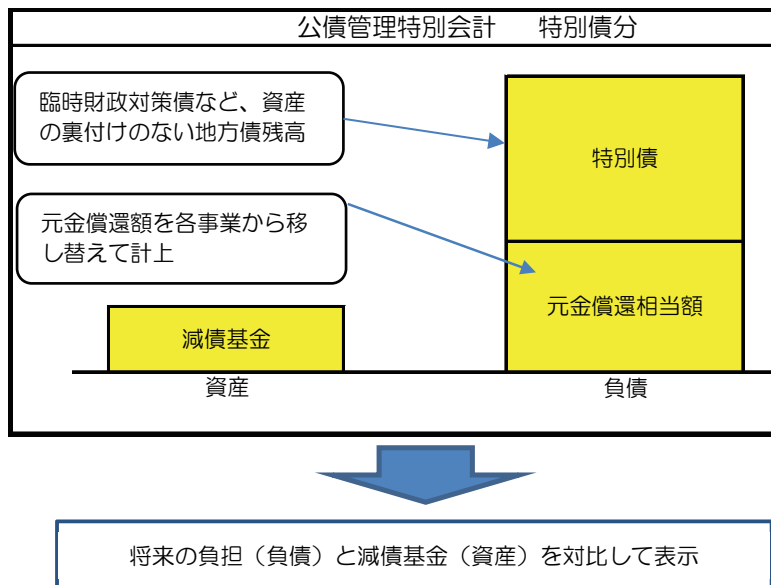 公債管理特別会計　特別債分
臨時財政対策債など、資産
の裏付けのない地方債残高
特別債
元金償還額を各事業から移
し替えて計上
元金償還相当額
減債基金
資産
負債
将来の負担（負債）と減債基金（資産）を対比して表示